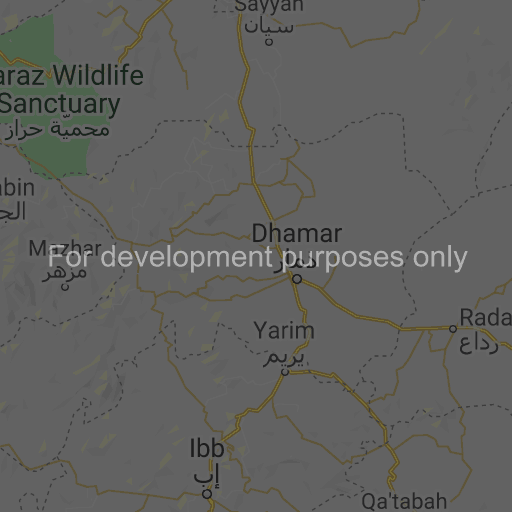 Sayyan
سيان
araz Wildlife
Sanctuary
محميّة حراز
abin
الج
Dhamar
ذمار
Mazhar
مزهر
For development purposes only
Rada
رداع
Yarim
يريم
Ibb
إب
Qa'tabah